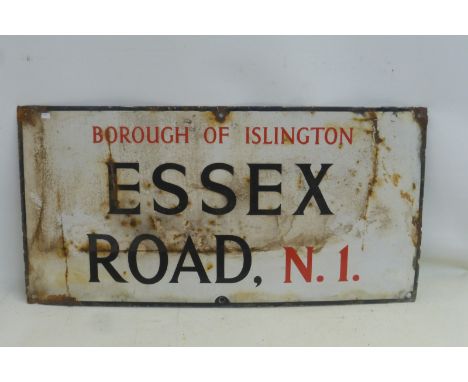 BOROUGH OF ISLINGTON
ESSEX
ROAD, N. 1.